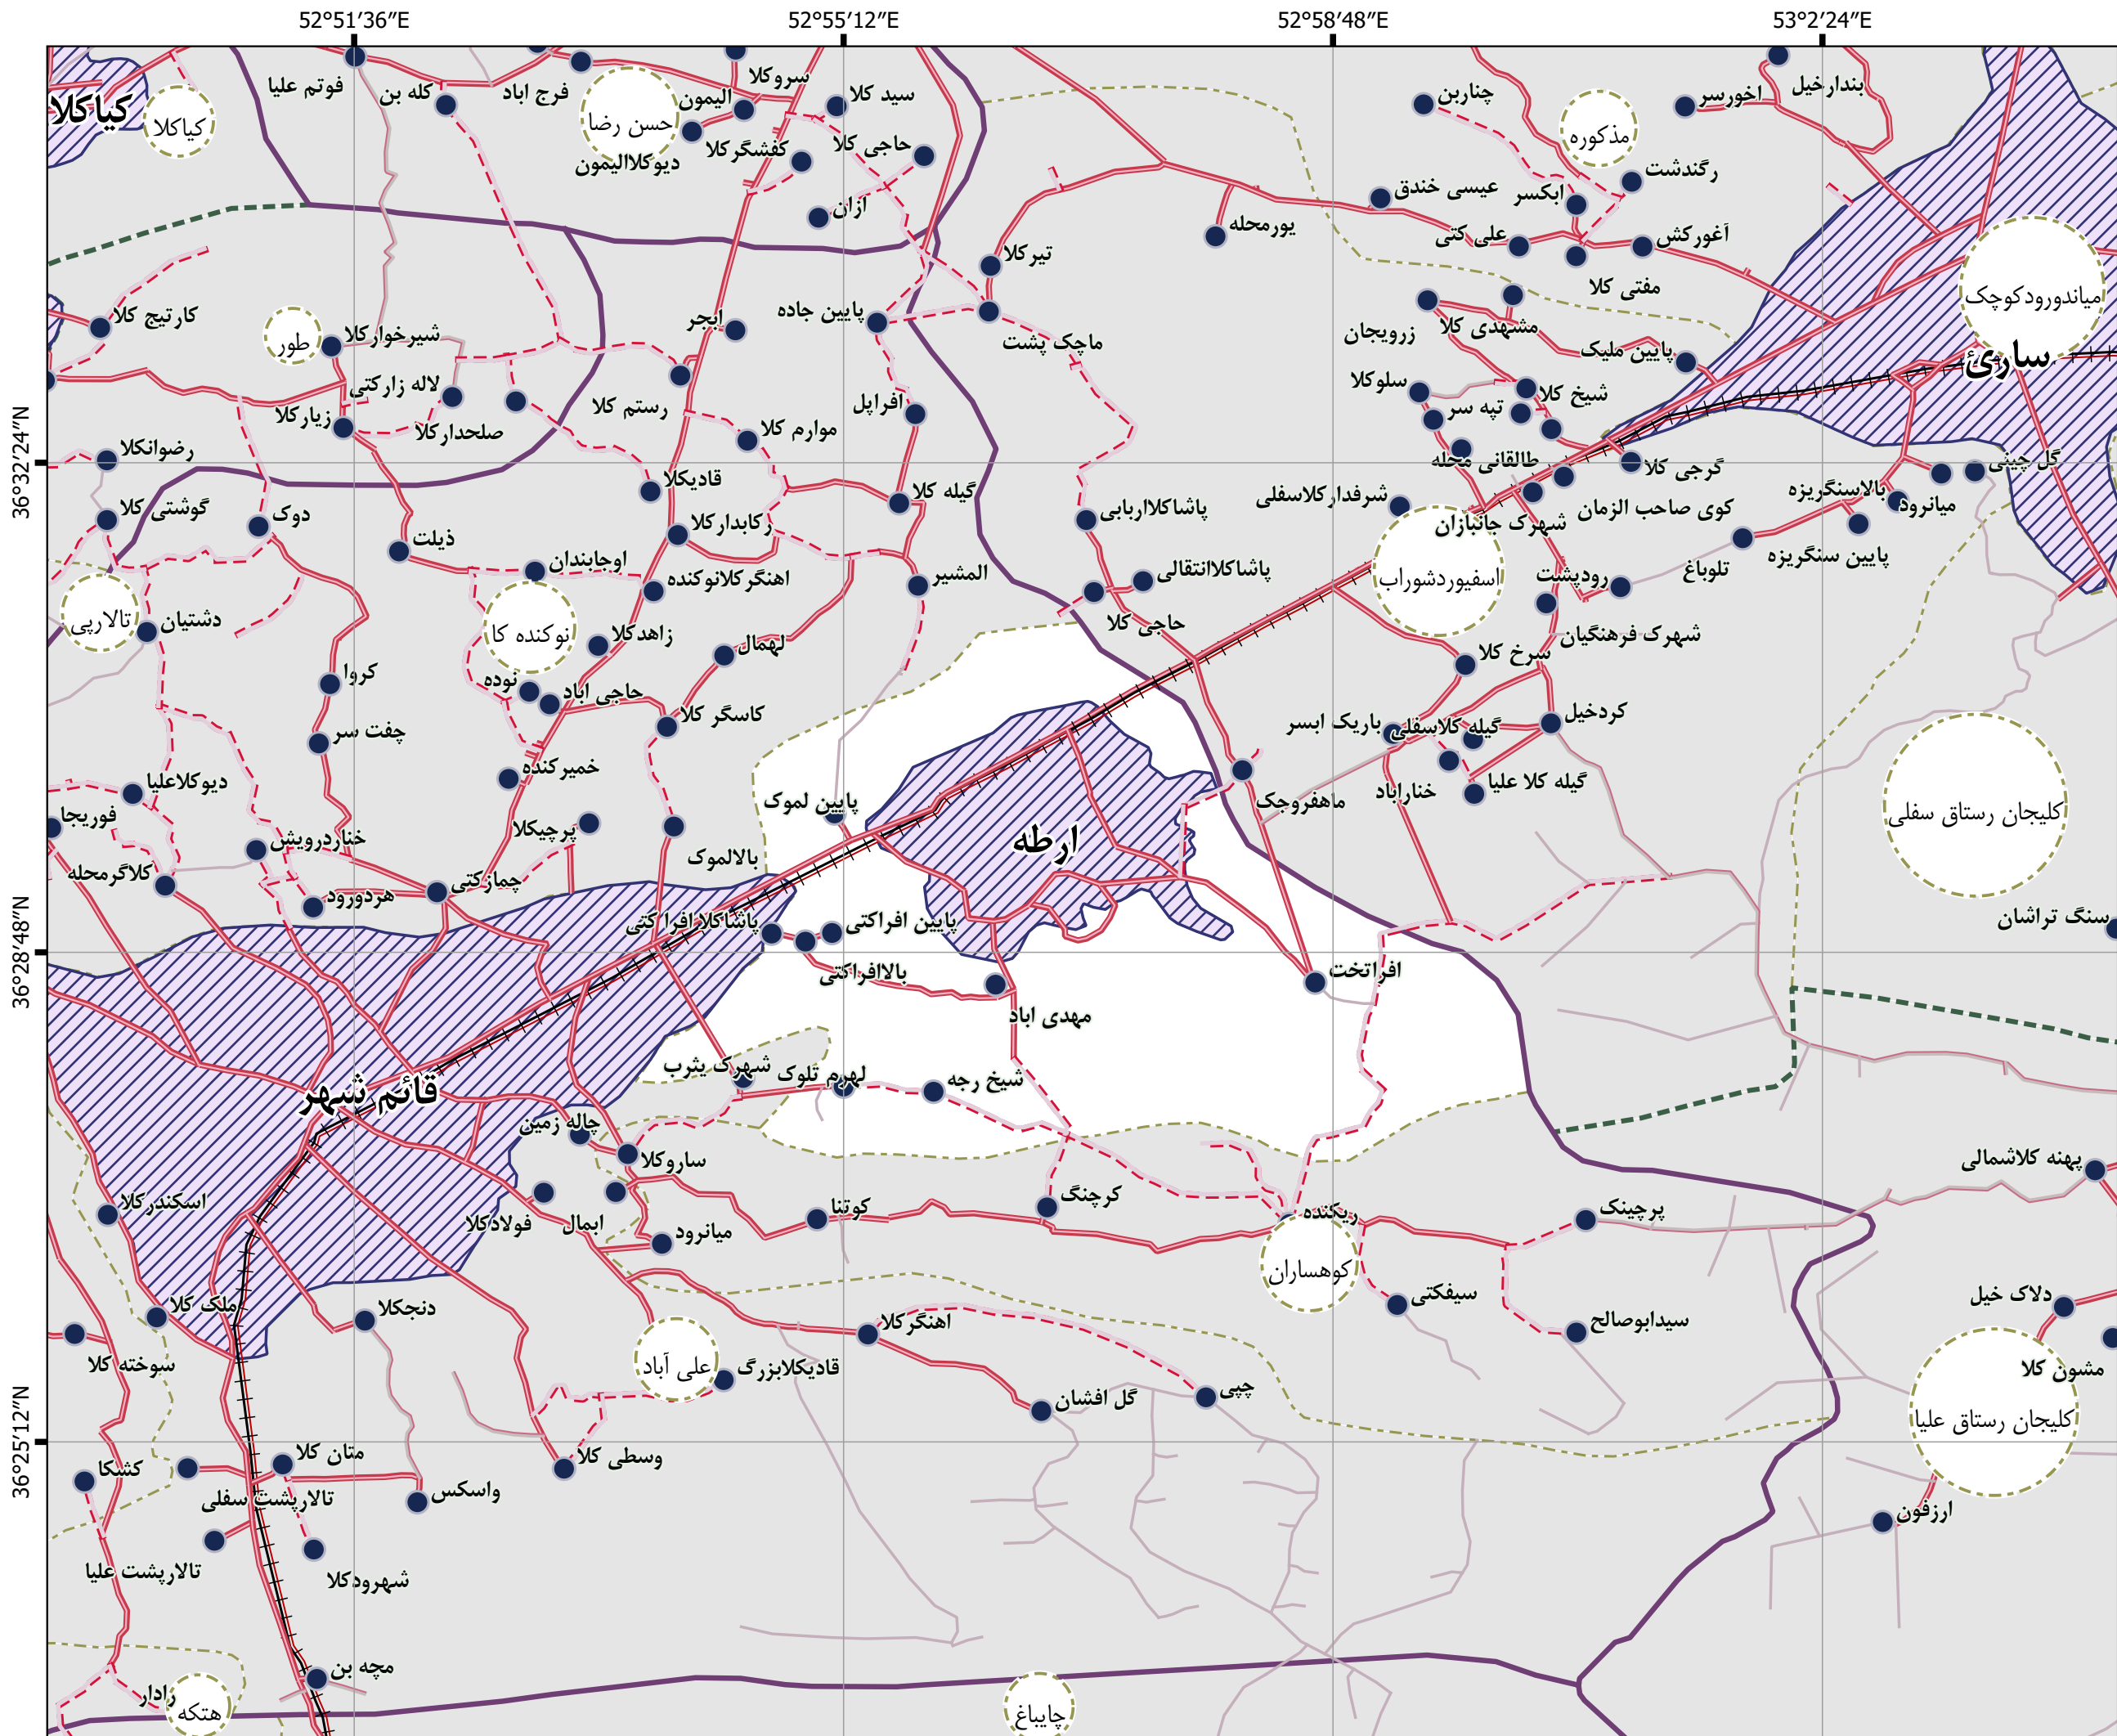 52°51′36″E
52°55′12″E
52°58′48″E
53°2′24″E
36°32′24″N
36°28′48″N
36°25′12″N
کیاکلا
کیاکلا
فوتم علیا
کله بن
فرج اباد
حسن رضا
سروکلا
الیمون
دیوکلاالیمون
کفشگرکلا
سید کلا
حاجی کلا
ازان
چنارین
مذکوره
اخورسر
بندارخیل
رگندشت
ابکسر
عیسی خندق
علی کتی
آغورکش
مفتی کلا
یورمحله
تیرکلا
میاندورودکوچک
ساری
کارتیج کلا
طور
شیرخوارکلا
لاله زارکتی
زیارکلا
صلحدارکلا
رستم کلا
ابجر
پایین جاده
ماچک پشت
زرویجان
مشهدی کلا
پایین ملیک
سلوکلا
شیخ کلا
تپه سر
طالقانی محله
گرجی کلا
گل چینی
بالاسنگریزه
میانرود
پایین سنگریزه
تلوباغ
رضوانکلا
گوشتی کلا
دوک
ذیلت
افراپل
موارم کلا
قادیکلا
گیله کلا
رکابدارکلا
اوجابندان
اهنگرکلانوکنده
المشیر
پاشاکلااربابی
پاشاکلاانتقالی
حاجی کلا
شرفدارکلاسفلی
شهرک جانبازان
کوی صاحب الزمان
اسفیوردشوراب
رودپشت
شهرک فرهنگیان
سرخ کلا
تالارپی
دشتیان
نوکنده کا
زاهدکلا
لهمال
نوده
حاجی اباد
کاسگر کلا
کروا
چفت سر
خمیرکنده
پرچیکلا
دیوکلاعلیا
فوریجا
خناردرویش
کلاگرمحله
هردورود
چمازکتی
بالالموک
پایین لموک
ارطه
ماهفروجک
باریک ابسر
گیله کلاسفلی
کردخیل
خناراباد
گیله کلا علیا
کلیجان رستاق سفلی
سنگ تراشان
پاشاکلا افرا کتی
پایین افراکتی
بالاافراکتی
مهدی اباد
افراتخت
قائم شهر
شهرک یثرب
لهرم تلوک
شیخ رجه
چاله زمین
ساروکلا
اسکندرکلا
فولادکلا
ابمال
میانرود
کوتنا
کرچنگ
ریکنده
کوهساران
پرچینک
پهنه کلاشمالی
سیفکتی
سیدابوصالح
دلاک خیل
مشون کلا
کلیجان رستاق علیا
ارزفون
ملک کلا
سوخته کلا
دنجکلا
علی آباد
قادیکلابزرگ
اهنگرکلا
گل افشان
چپی
کشکا
متان کلا
تالارپشت سفلی
واسکس
وسطی کلا
تالارپشت علیا
شهرودکلا
مچه بن
رادار
هتکه
چایباغ